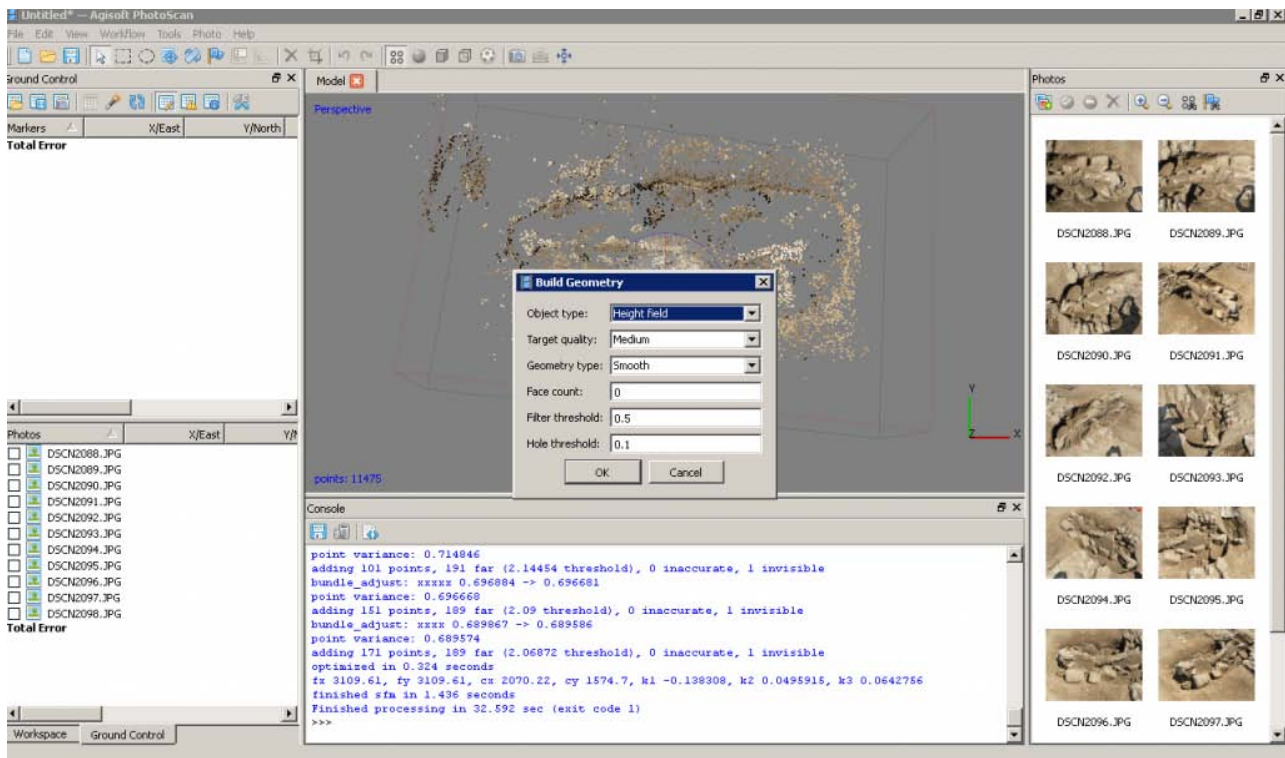 Untitled* — Agisoft PhotoScan
File Edit View Workflow Tools Photo Help
Ground Control
Markers X/East Y/North
Total Error
Photos X/East Y/N
DSCN2088.JPG
DSCN2089.JPG
DSCN2090.JPG
DSCN2091.JPG
DSCN2092.JPG
DSCN2093.JPG
DSCN2094.JPG
DSCN2095.JPG
DSCN2096.JPG
DSCN2097.JPG
DSCN2098.JPG
Total Error
Workspace Ground Control
Model
Perspective
Build Geometry
Object type: Height field
Target quality: Medium
Geometry type: Smooth
Face count: 0
Filter threshold: 0.5
Hole threshold: 0.1
OK Cancel
Y
Z X
points: 11475
Console
point variance: 0.714846
adding 101 points, 191 far (2.14454 threshold), 0 inaccurate, 1 invisible
bundle_adjust: xxxxx 0.696884 -> 0.696681
point variance: 0.696668
adding 151 points, 189 far (2.09 threshold), 0 inaccurate, 1 invisible
bundle_adjust: xxxx 0.689867 -> 0.689586
point variance: 0.689574
adding 171 points, 189 far (2.06872 threshold), 0 inaccurate, 1 invisible
optimized in 0.324 seconds
fx 3109.61, fy 3109.61, cx 2070.22, cy 1574.7, k1 -0.138308, k2 0.0495915, k3 0.0642756
finished sfm in 1.436 seconds
Finished processing in 32.592 sec (exit code 1)
>>>
Photos
DSCN2088.JPG DSCN2089.JPG
DSCN2090.JPG DSCN2091.JPG
DSCN2092.JPG DSCN2093.JPG
DSCN2094.JPG DSCN2095.JPG
DSCN2096.JPG DSCN2097.JPG